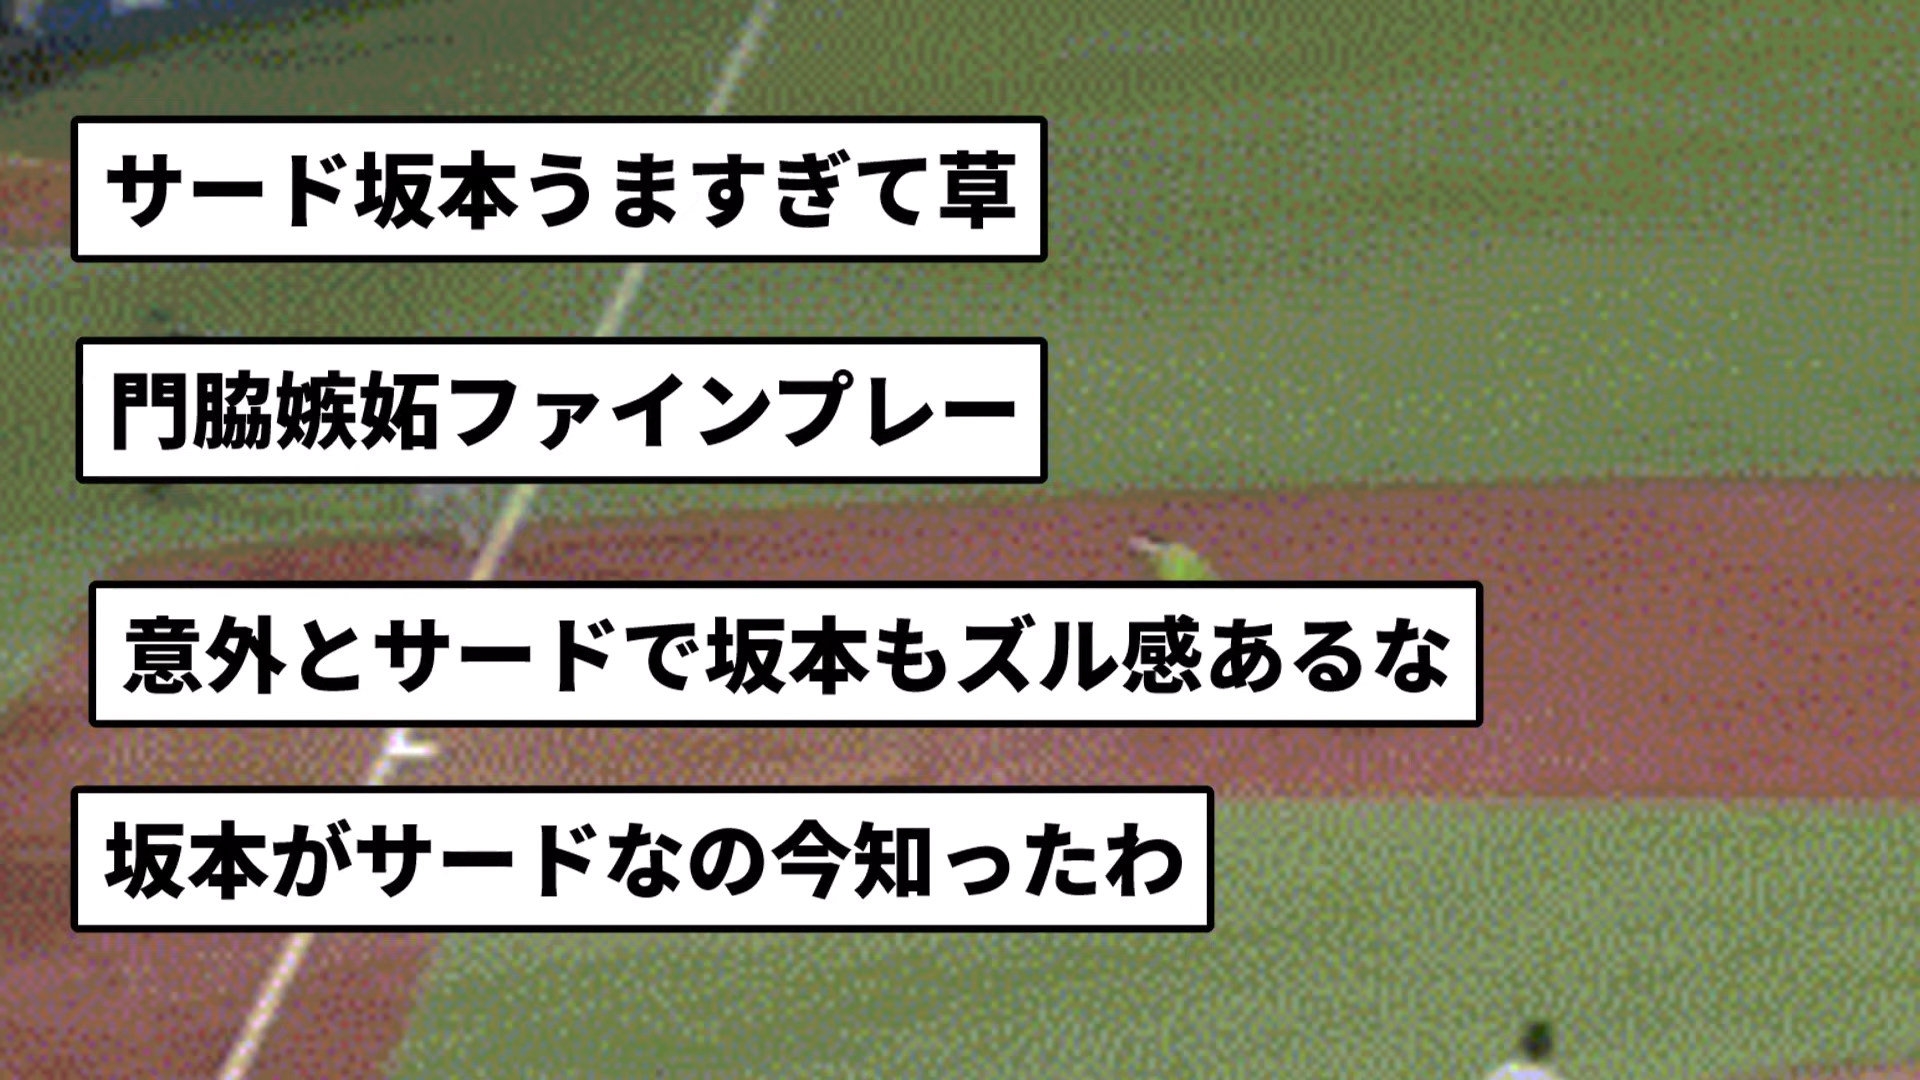 サード坂本うますぎて草
門脇嫉妬ファインプレー
意外とサードで坂本もズル感あるな
坂本がサードなの今知ったわ